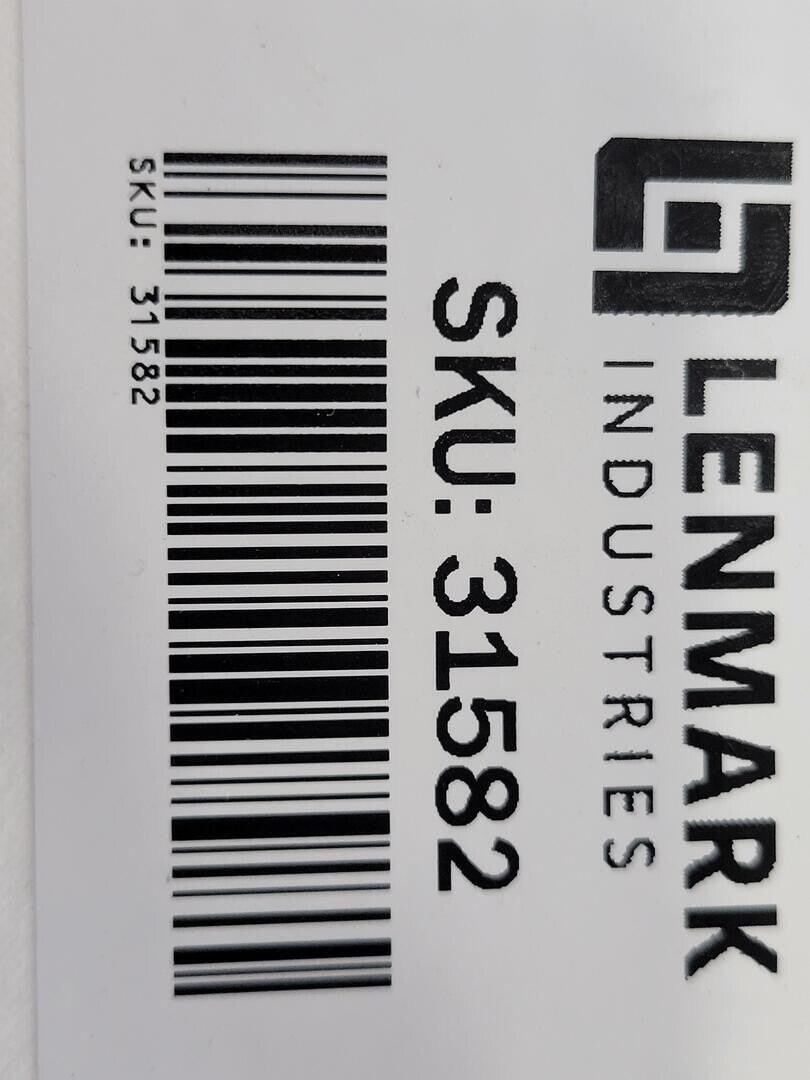 LENMARK
INDUSTRIES
SKU: 31582
SKU: 31582